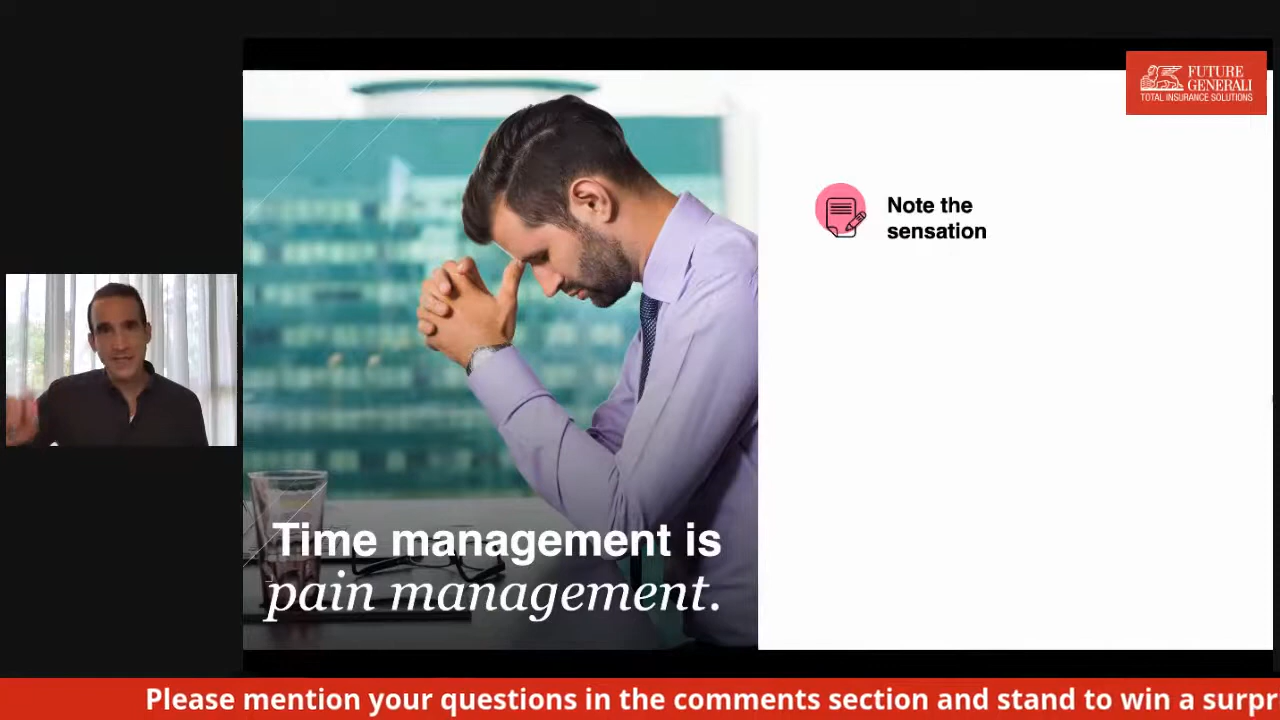 FUTURE
GENERALI
TOTAL INSURANCE SOLUTIONS
Note the
sensation
Time management is
pain management.
Please mention your questions in the comments section and stand to win a surpr